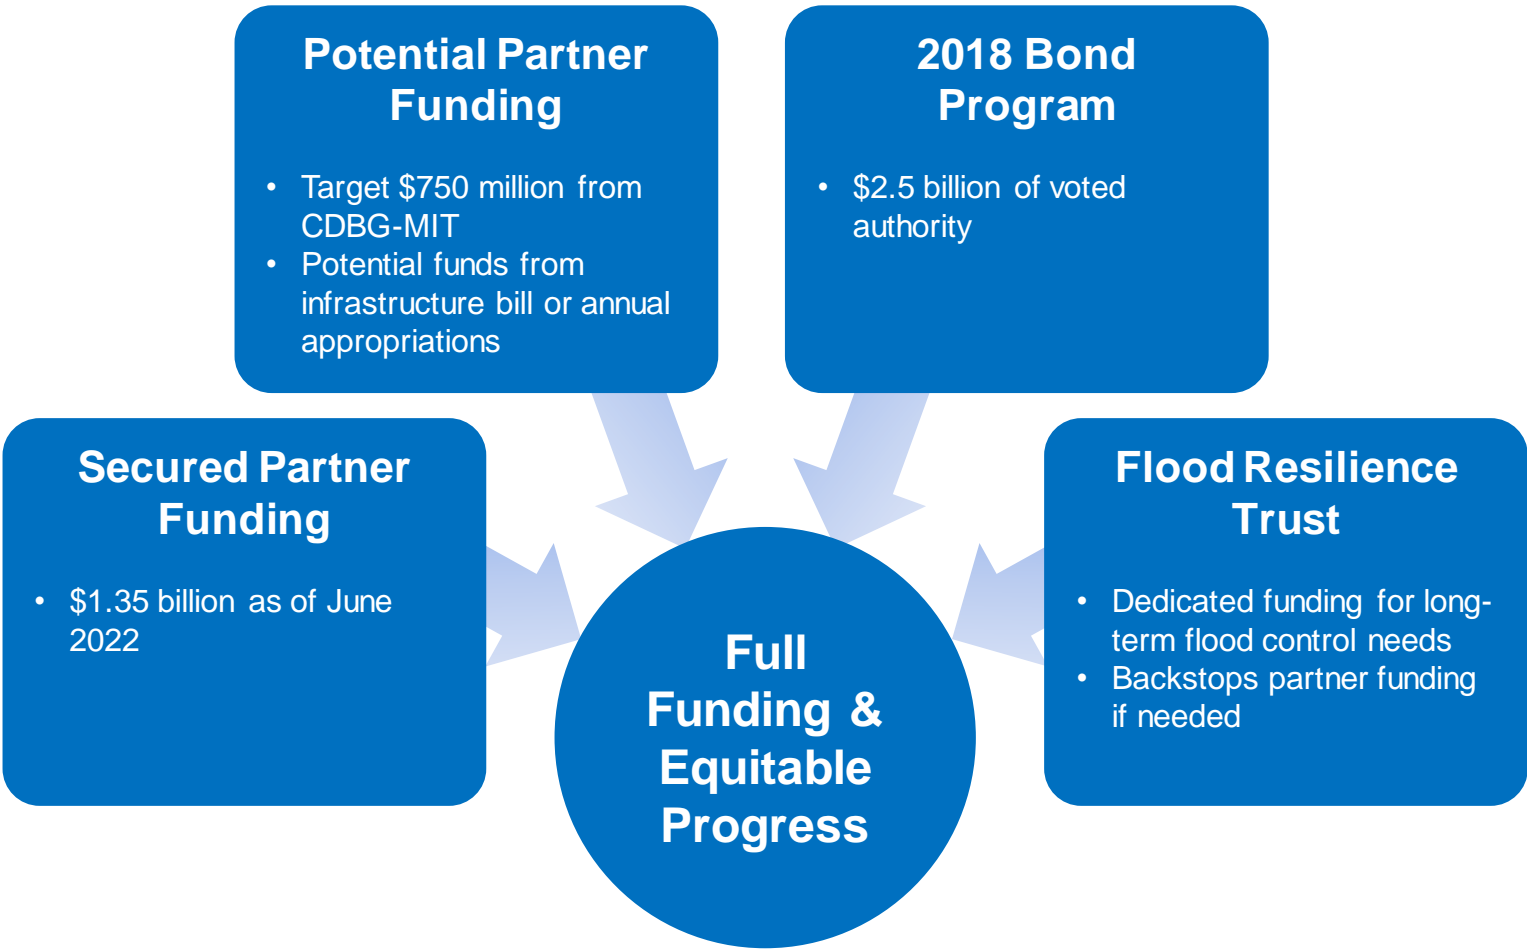 Potential Partner
Funding
• Target $750 million from
CDBG-MIT
• Potential funds from
infrastructure bill or annual
appropriations
2018 Bond
Program
• $2.5 billion of voted
authority
Secured Partner
Funding
• $1.35 billion as of June
2022
Flood Resilience
Trust
• Dedicated funding for long-
term flood control needs
• Backstops partner funding
if needed
Full
Funding &
Equitable
Progress